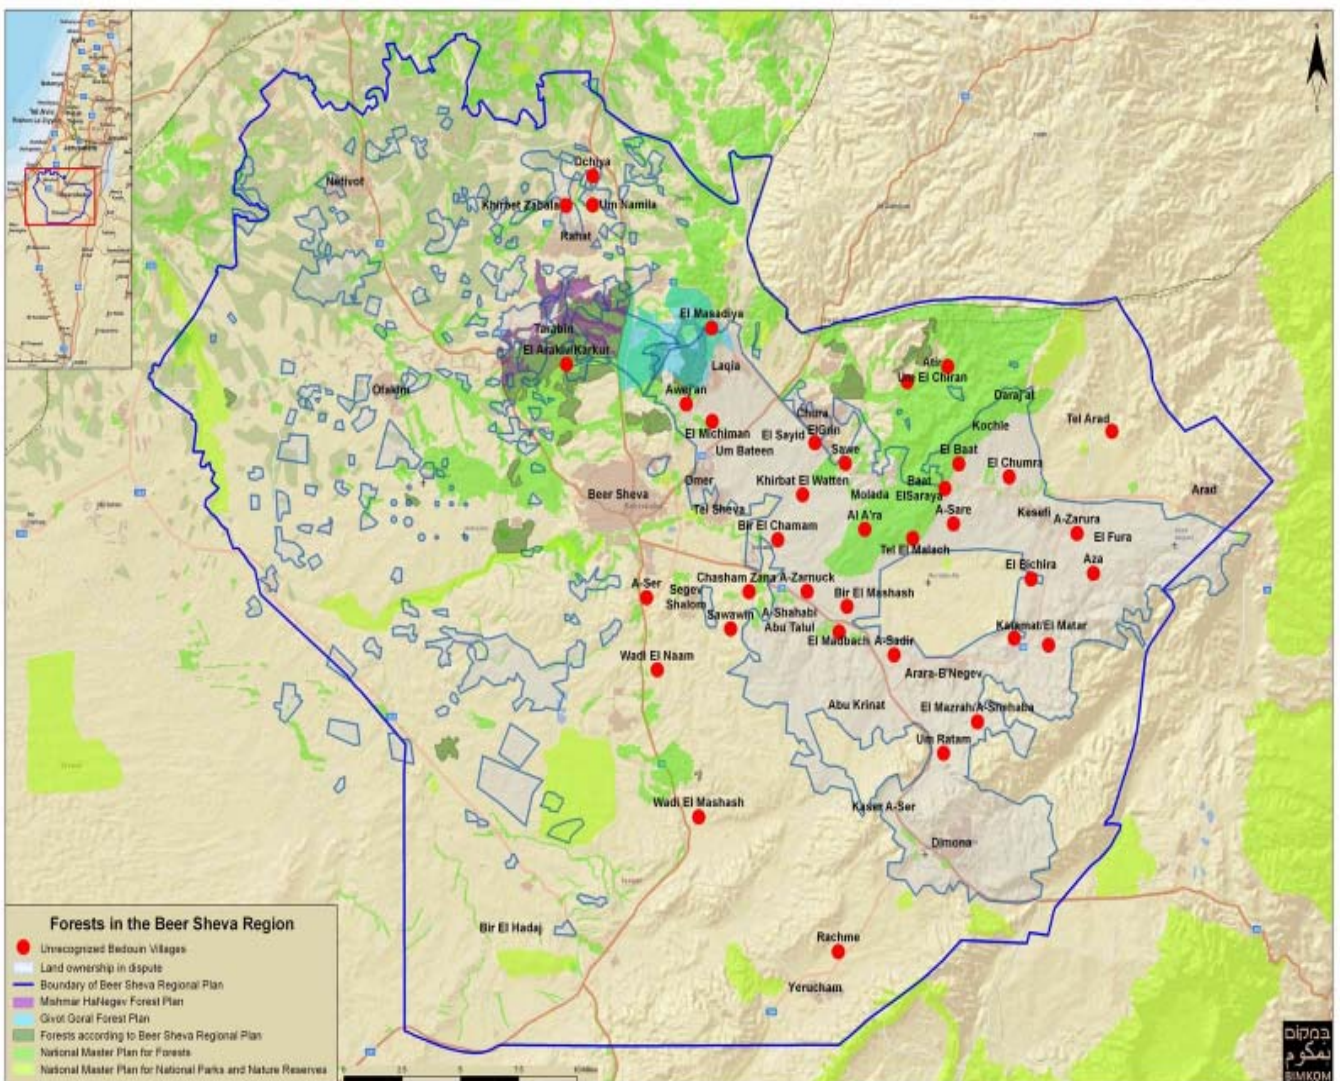 Ochiya
Netivot
Khirbet Zabala
Um Namila
Rahat
El Masadiya
Tarabin
El Arakiv/Karkur
Laqia
Atir
Um El Chiran
Ofakim
Daraj'at
Awejan
Chura
Kochle
Tel Arad
El Michiman
El Sayid
ElGrin
Um Bateen
Sawe
El Baat
El Chumra
Omer
Khirbat El Watten
Baat
ElSaraya
Arad
Beer Sheva
Molada
Tel Sheva
A-Sare
Kesefi
A-Zarura
Bir El Chamam
Al A'ra
El Fura
Tel El Malach
El Bichira
Aza
A-Ser
Chasham Zana
A-Zarnuck
Segev
Shalom
Bir El Mashash
Sawawin
A-Shahabi
Abu Talul
Katamat/El Matar
El Madbach
A-Sadir
Wadi El Naam
Arara-B'Negev
Abu Krinat
El Mazrah/A-Shehaba
Um Ratam
Wadi El Mashash
Kaser A-Ser
Dimona
Bir El Hadaj
Rachme
Yerucham
Forests in the Beer Sheva Region
Unrecognized Bedouin Villages
Land ownership in dispute
Boundary of Beer Sheva Regional Plan
Mishmar HaNegev Forest Plan
Givot Goral Forest Plan
Forests according to Beer Sheva Regional Plan
National Master Plan for Forests
National Master Plan for National Parks and Nature Reserves
במקום
نمكوم
BIMKOM